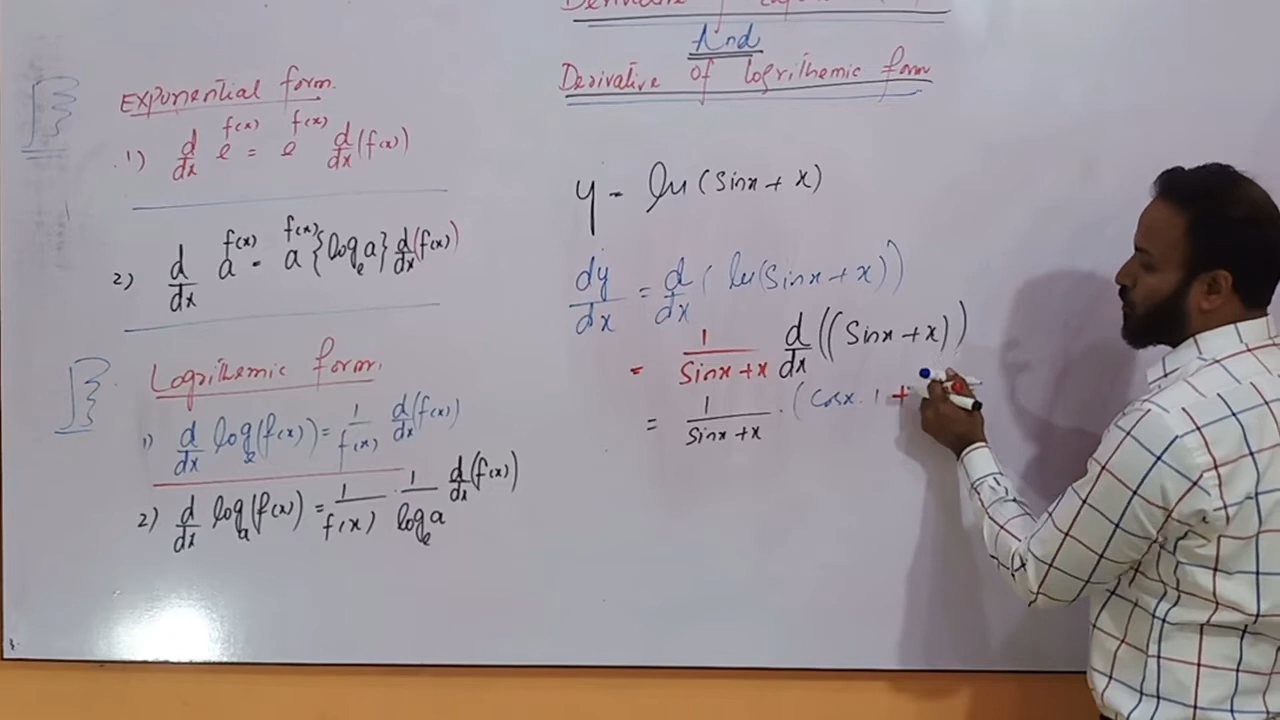 And
Derivative of logrithemic form
Exponential form.
1) d/dx e^f(x) = e^f(x) d/dx (f(x))
2) d/dx a^f(x) = a^f(x) {log_e a} d/dx (f(x))
Logrithemic form.
1) d/dx log_e (f(x)) = 1/f(x) d/dx (f(x))
2) d/dx log_a (f(x)) = 1/f(x) . 1/log_e a d/dx (f(x))
y = ln (Sinx + x)
dy/dx = d/dx ( ln(Sinx + x))
= 1/Sinx + x d/dx ((Sinx + x))
= 1/Sinx + x . (Cosx . 1 +